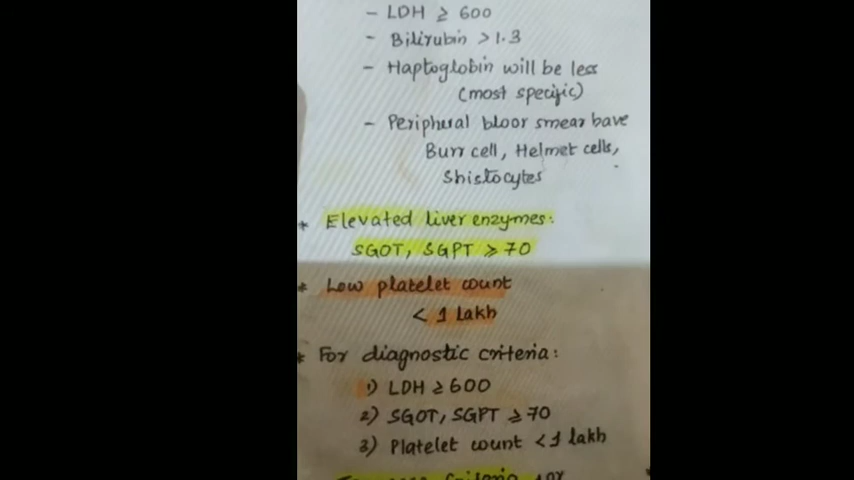 - LDH ≥ 600
- Bilirubin > 1.3
- Haptoglobin will be less
(most specific)
- Peripheral bloor smear have
Burr cell, Helmet cells,
Shistocytes
* Elevated liver enzymes:
SGOT, SGPT ≥ 70
* Low platelet count
< 1 Lakh
* For diagnostic criteria:
1) LDH ≥ 600
2) SGOT, SGPT ≥ 70
3) Platelet count < 1 lakh
criteria for